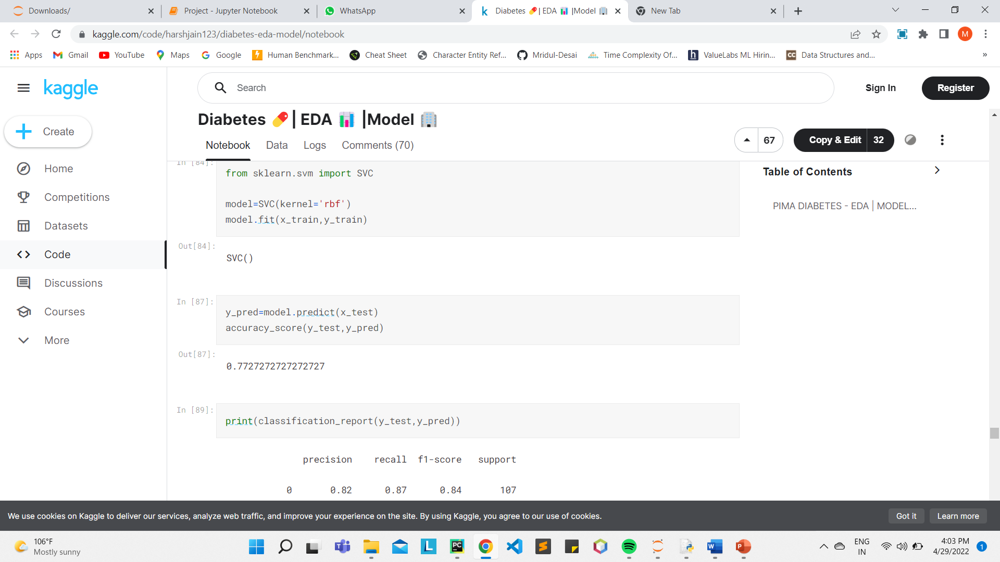 Downloads/
Project - Jupyter Notebook
WhatsApp
Diabetes 💊| EDA 📊 |Model 🏢
New Tab
kaggle.com/code/harshjain123/diabetes-eda-model/notebook
M
Apps
Gmail
YouTube
Maps
Google
Human Benchmark...
Cheat Sheet
Character Entity Ref...
Mridul-Desai
Time Complexity Of...
ValueLabs ML Hirin...
Data Structures and...
»
kaggle
Search
Sign In
Register
Create
Home
Competitions
Datasets
Code
Discussions
Courses
More
Diabetes 💊| EDA 📊 |Model 🏢
Notebook
Data
Logs
Comments (70)
67
Copy & Edit
32
In [84]:
from sklearn.svm import SVC
model=SVC(kernel='rbf')
model.fit(x_train,y_train)
Out[84]:
SVC()
In [87]:
y_pred=model.predict(x_test)
accuracy_score(y_test,y_pred)
Out[87]:
0.7727272727272727
In [89]:
print(classification_report(y_test,y_pred))
precision recall f1-score support
0 0.82 0.87 0.84 107
Table of Contents
PIMA DIABETES - EDA | MODEL...
We use cookies on Kaggle to deliver our services, analyze web traffic, and improve your experience on the site. By using Kaggle, you agree to our use of cookies.
Got it
Learn more
106°F
Mostly sunny
ENG
IN
4:03 PM
4/29/2022
1